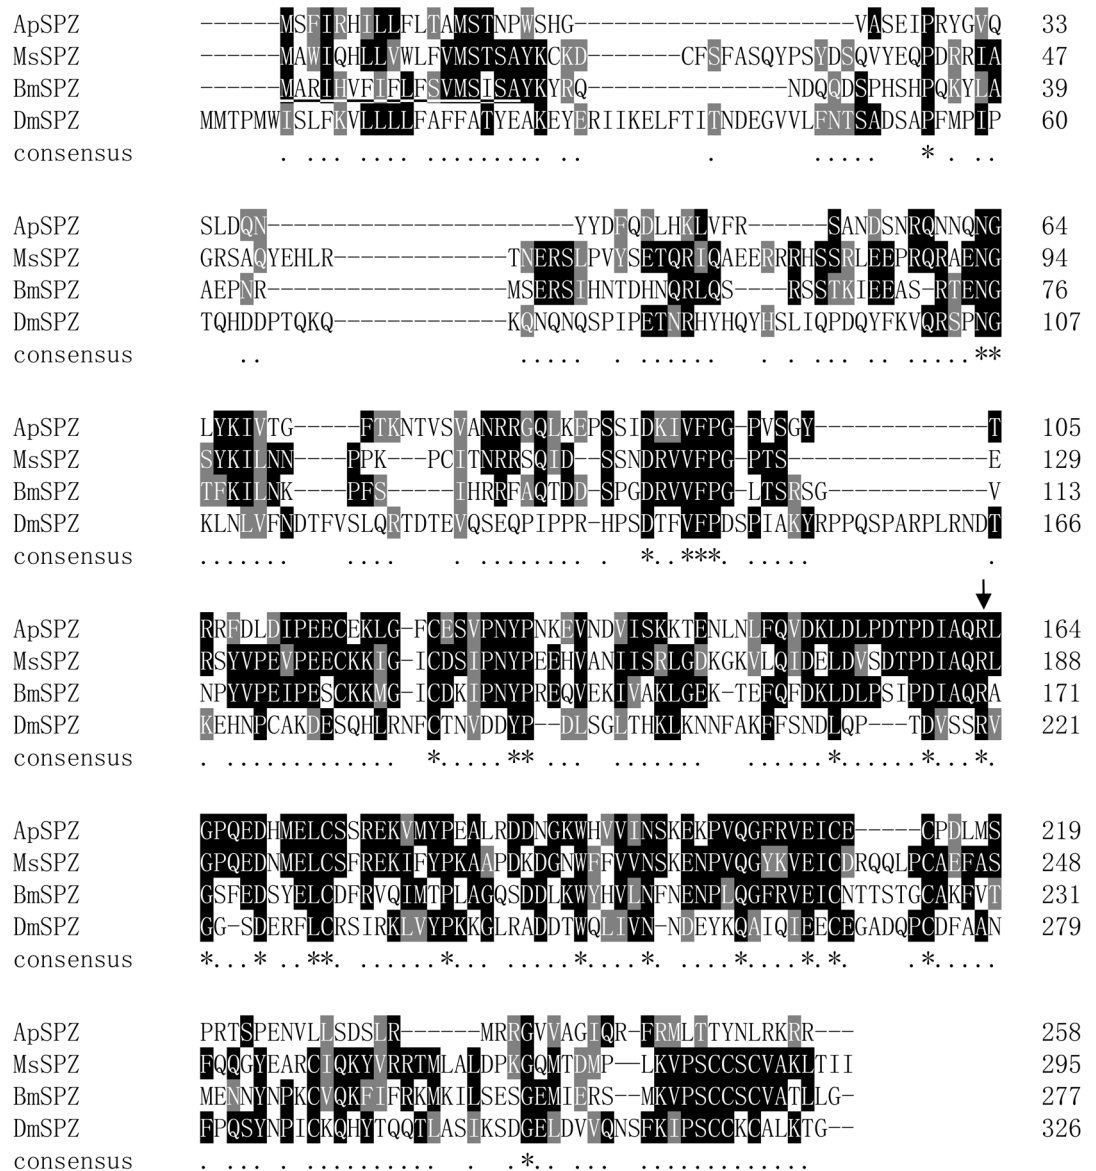 ApSPZ ------MSFIRHILLFLTAMSTNPWSHG---------------------VASEIPRYGVQ 33
MsSPZ ------MAWIQHLLVWLFVMSTSAYKCKD-------CFSFASQYPSYDSQVYEQPDRRIA 47
BmSPZ ------MARIHVFIFLFSVMSISAYKYRQ---------------NDQQDSPHSHPQKYLA 39
DmSPZ MMTPMWISLFKVLLLLFAFFATYEAKEYERIIKELFTITNDEGVVLFNTSADSAPFMPIP 60
consensus       . ... .... .......... ..         .       .....   * . ..
ApSPZ SLDQN-----------------------YYDFQDLHKLVFR------SANDSNRQNNQNG 64
MsSPZ GRSAQYEHLR-------------TNERSLPVYSETQRIQAEERRRHSSRLEEPRQRAENG 94
BmSPZ AEPNR------------------MSERSIHNTDHNQRLQS----RSSTKIEEAS-RTENG 76
DmSPZ TQHDDPTQKQ-------------KQNQNQSPIPETNRHYHQYHSLIQPDQYFKVQRSPNG 107
consensus    ..                    ..... . ........   . .... .. .......**
ApSPZ LYKIVTG-----FTKNTVSVANRRGQLKEPSSIDKIVFPG-PVSGY-------------T 105
MsSPZ SYKILNN----PPK---PCITNRRSQID--SSNDRVVFPG-PTS---------------E 129
BmSPZ TFKILNK----PFS-----IHRRFAQTDD-SPGDRVVFPG-LTSRSG------------V 113
DmSPZ KLNLVFNDTFVSLQRTDTEVQSEQPIPPR-HPSDTFVFPDSPIAKYRPPQSPARPLRNDT 166
consensus .......    ....    . ......... . ..*..***. .....             .
↓
ApSPZ RRFDLDIPEECEKLG-FCESVPNYPNKEVNDVISKKTENLNLFQVDKLDLPDTPDIAQRL 164
MsSPZ RSYVPEVPEECKKIG-ICDSIPNYPEEHVANIISRLGDKGKVLQIDELDVSDTPDIAQRL 188
BmSPZ NPYVPEIPESCKKMG-ICDKIPNYPREQVEKIVAKLGEK-TEFQFDKLDLPSIPDIAQRA 171
DmSPZ KEHNPCAKDESQHLRNFCTNVDDYP--DLSGLTHKLKNNFAKFFSNDLQP---TDVSSRV 221
consensus . .............  *.....** ...  .......   ......*......*...*.
ApSPZ GPQEDHMELCSSREKVMYPEALRDDNGKWHVVINSKEKPVQGFRVEICE-----CPDLMS 219
MsSPZ GPQEDNMELCSFREKIFYPKAAPDKDGNWFFVVNSKENPVQGYKVEICDRQQLPCAEFAS 248
BmSPZ GSFEDSYELCDFRVQIMTPLAGQSDDLKWYHVLNFNENPLQGFRVEICNTTSTGCAKFVT 231
DmSPZ GG-SDERFLCRSIRKLVYPKKGLRADDTWQLIVN-NDEYKQAIQIEECEGADQPCDFAAN 279
consensus *...* ..**. .......*.... .....*....*. .....*....*.*.     .*.....
ApSPZ PRTSPENVLLSDSLR------MRRGVVAGIQR-FRMLTTYNLRKRR--- 258
MsSPZ FQQGYEARCIQKYVRRTMLALDPKGQMTDMP--LKVPSCCSCVAKLTII 295
BmSPZ MENNYNPKCVQKFIFRKMKILSESGEMIERS--MKVPSCCSCVATLLG- 277
DmSPZ FPQSYNPICKQHYTQQTLASIKSDGELDVVQNSFKIPSCCKCALKTG-- 326
consensus . ... .... ..........  .  .*.. ...  .............